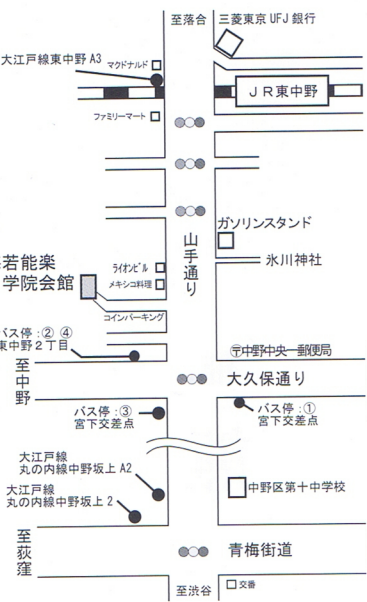 至落合
三菱東京UFJ銀行
大江戸線東中野 A3
マクドナルド
JR東中野
ファミリーマート
ガソリンスタンド
山手通り
氷川神社
若能楽
学院会館
ライオンビル
メキシコ料理
コインパーキング
バス停:② ④
東中野2丁目
〒中野中央一郵便局
至中野
大久保通り
バス停:③
宮下交差点
バス停:①
宮下交差点
大江戸線
丸の内線中野坂上 A2
大江戸線
丸の内線中野坂上 2
中野区第十中学校
至荻窪
青梅街道
至渋谷
交番